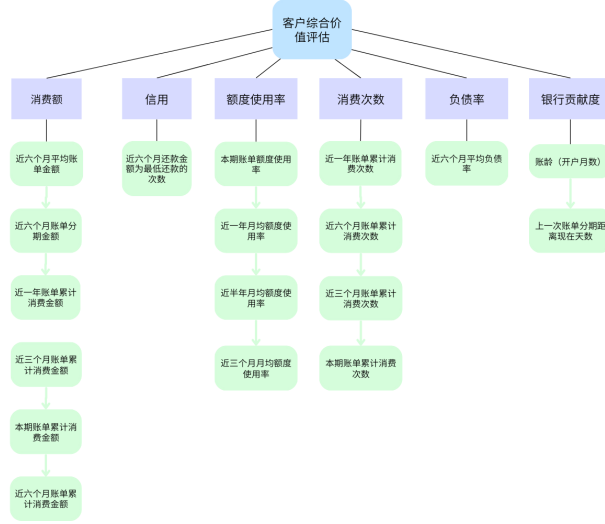 客户综合价
值评估
消费额
信用
额度使用率
消费次数
负债率
银行贡献度
近六个月平均账
单金额
近六个月账单分
期金额
近一年账单累计
消费金额
近三个月账单累
计消费金额
本期账单累计消
费金额
近六个月账单累
计消费金额
近六个月还款金
额为最低还款的
次数
本期账单额度使用
率
近一年月均额度使
用率
近半年月均额度使
用率
近三个月月均额度
使用率
近一年账单累计消
费次数
近六个月账单累计
消费次数
近三个月账单累计
消费次数
本期账单累计消费
次数
近六个月平均负债
率
账龄（开户月数）
上一次账单分期距
离现在天数